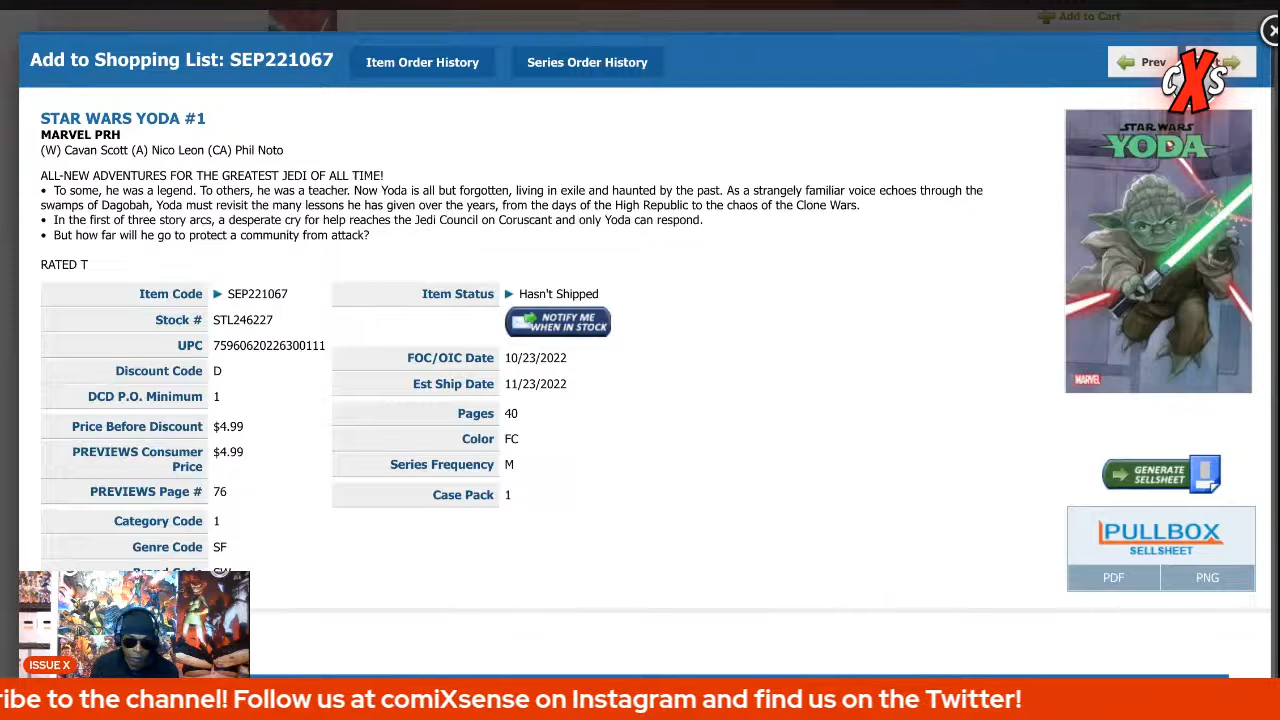 Add to Cart
Add to Shopping List: SEP221067
Item Order History
Series Order History
Prev
CXS
STAR WARS YODA #1
MARVEL PRH
(W) Cavan Scott (A) Nico Leon (CA) Phil Noto
ALL-NEW ADVENTURES FOR THE GREATEST JEDI OF ALL TIME!
• To some, he was a legend. To others, he was a teacher. Now Yoda is all but forgotten, living in exile and haunted by the past. As a strangely familiar voice echoes through the
swamps of Dagobah, Yoda must revisit the many lessons he has given over the years, from the days of the High Republic to the chaos of the Clone Wars.
• In the first of three story arcs, a desperate cry for help reaches the Jedi Council on Coruscant and only Yoda can respond.
• But how far will he go to protect a community from attack?
RATED T
Item Code SEP221067
Stock # STL246227
UPC 75960620226300111
Discount Code D
DCD P.O. Minimum 1
Price Before Discount $4.99
PREVIEWS Consumer
Price $4.99
PREVIEWS Page # 76
Category Code 1
Genre Code SF
Item Status Hasn't Shipped
NOTIFY ME
WHEN IN STOCK
FOC/OIC Date 10/23/2022
Est Ship Date 11/23/2022
Pages 40
Color FC
Series Frequency M
Case Pack 1
STAR WARS
YODA
MARVEL
GENERATE
SELLSHEET
PULLBOX
SELLSHEET
PDF
PNG
ISSUE X
ribe to the channel! Follow us at comiXsense on Instagram and find us on the Twitter!